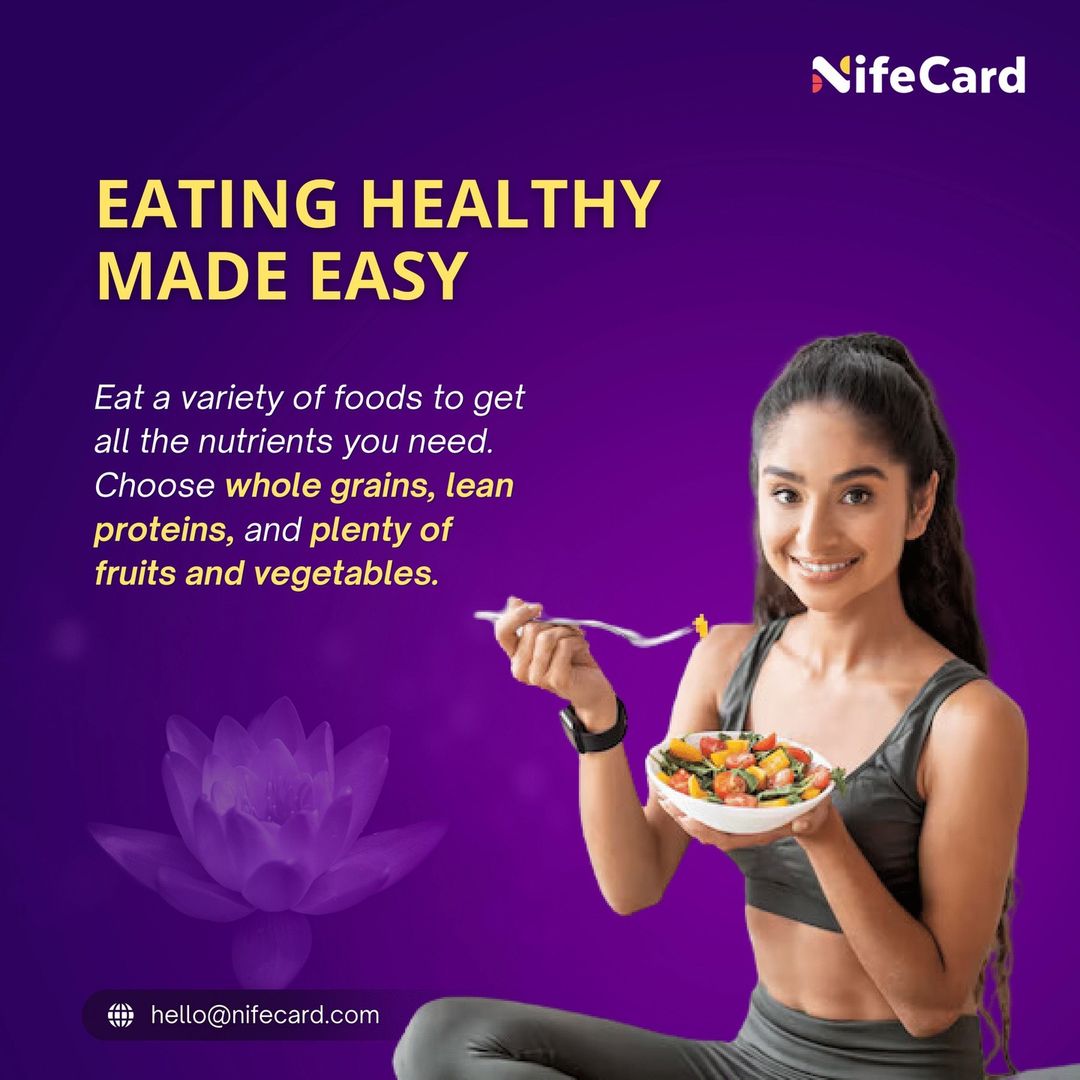 NifeCard
EATING HEALTHY
MADE EASY
Eat a variety of foods to get
all the nutrients you need.
Choose whole grains, lean
proteins, and plenty of
fruits and vegetables.
hello@nifecard.com